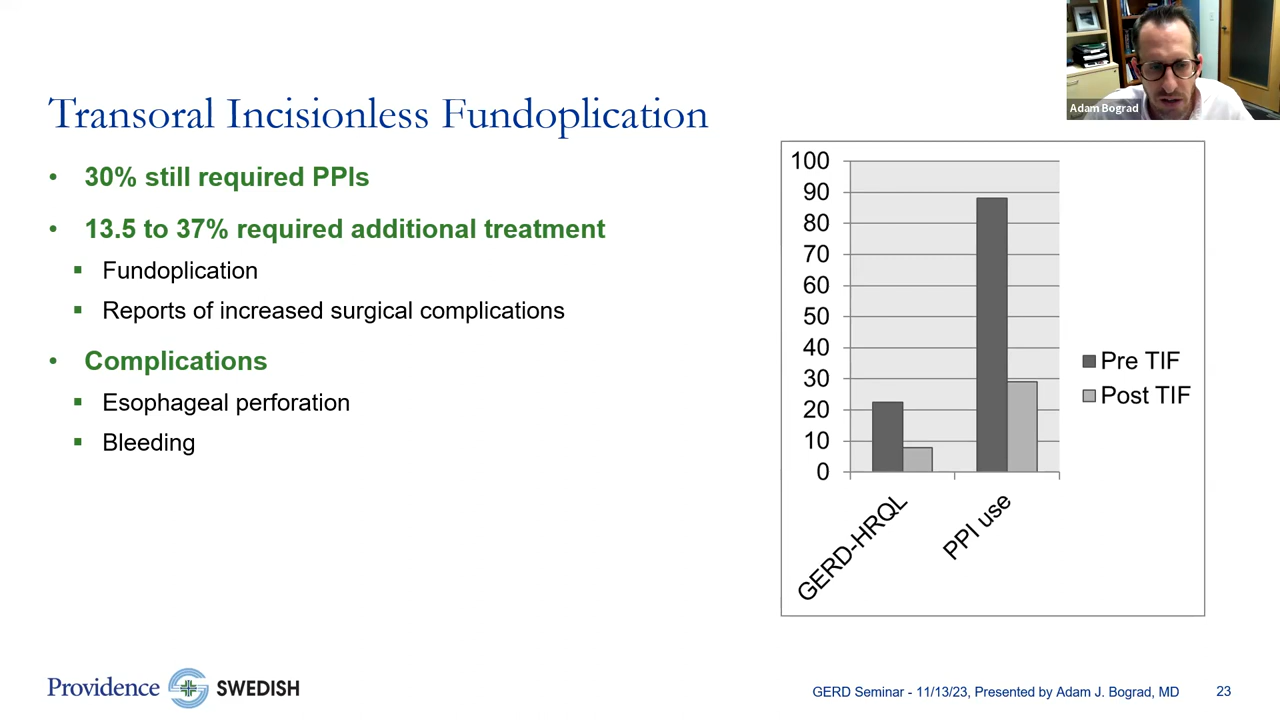 Adam Bograd
Transoral Incisionless Fundoplication
• 30% still required PPIs
• 13.5 to 37% required additional treatment
▪ Fundoplication
▪ Reports of increased surgical complications
• Complications
▪ Esophageal perforation
▪ Bleeding
100
90
80
70
60
50
40
30
20
10
0
GERD-HRQL
PPI use
Pre TIF
Post TIF
Providence SWEDISH
GERD Seminar - 11/13/23, Presented by Adam J. Bograd, MD 23